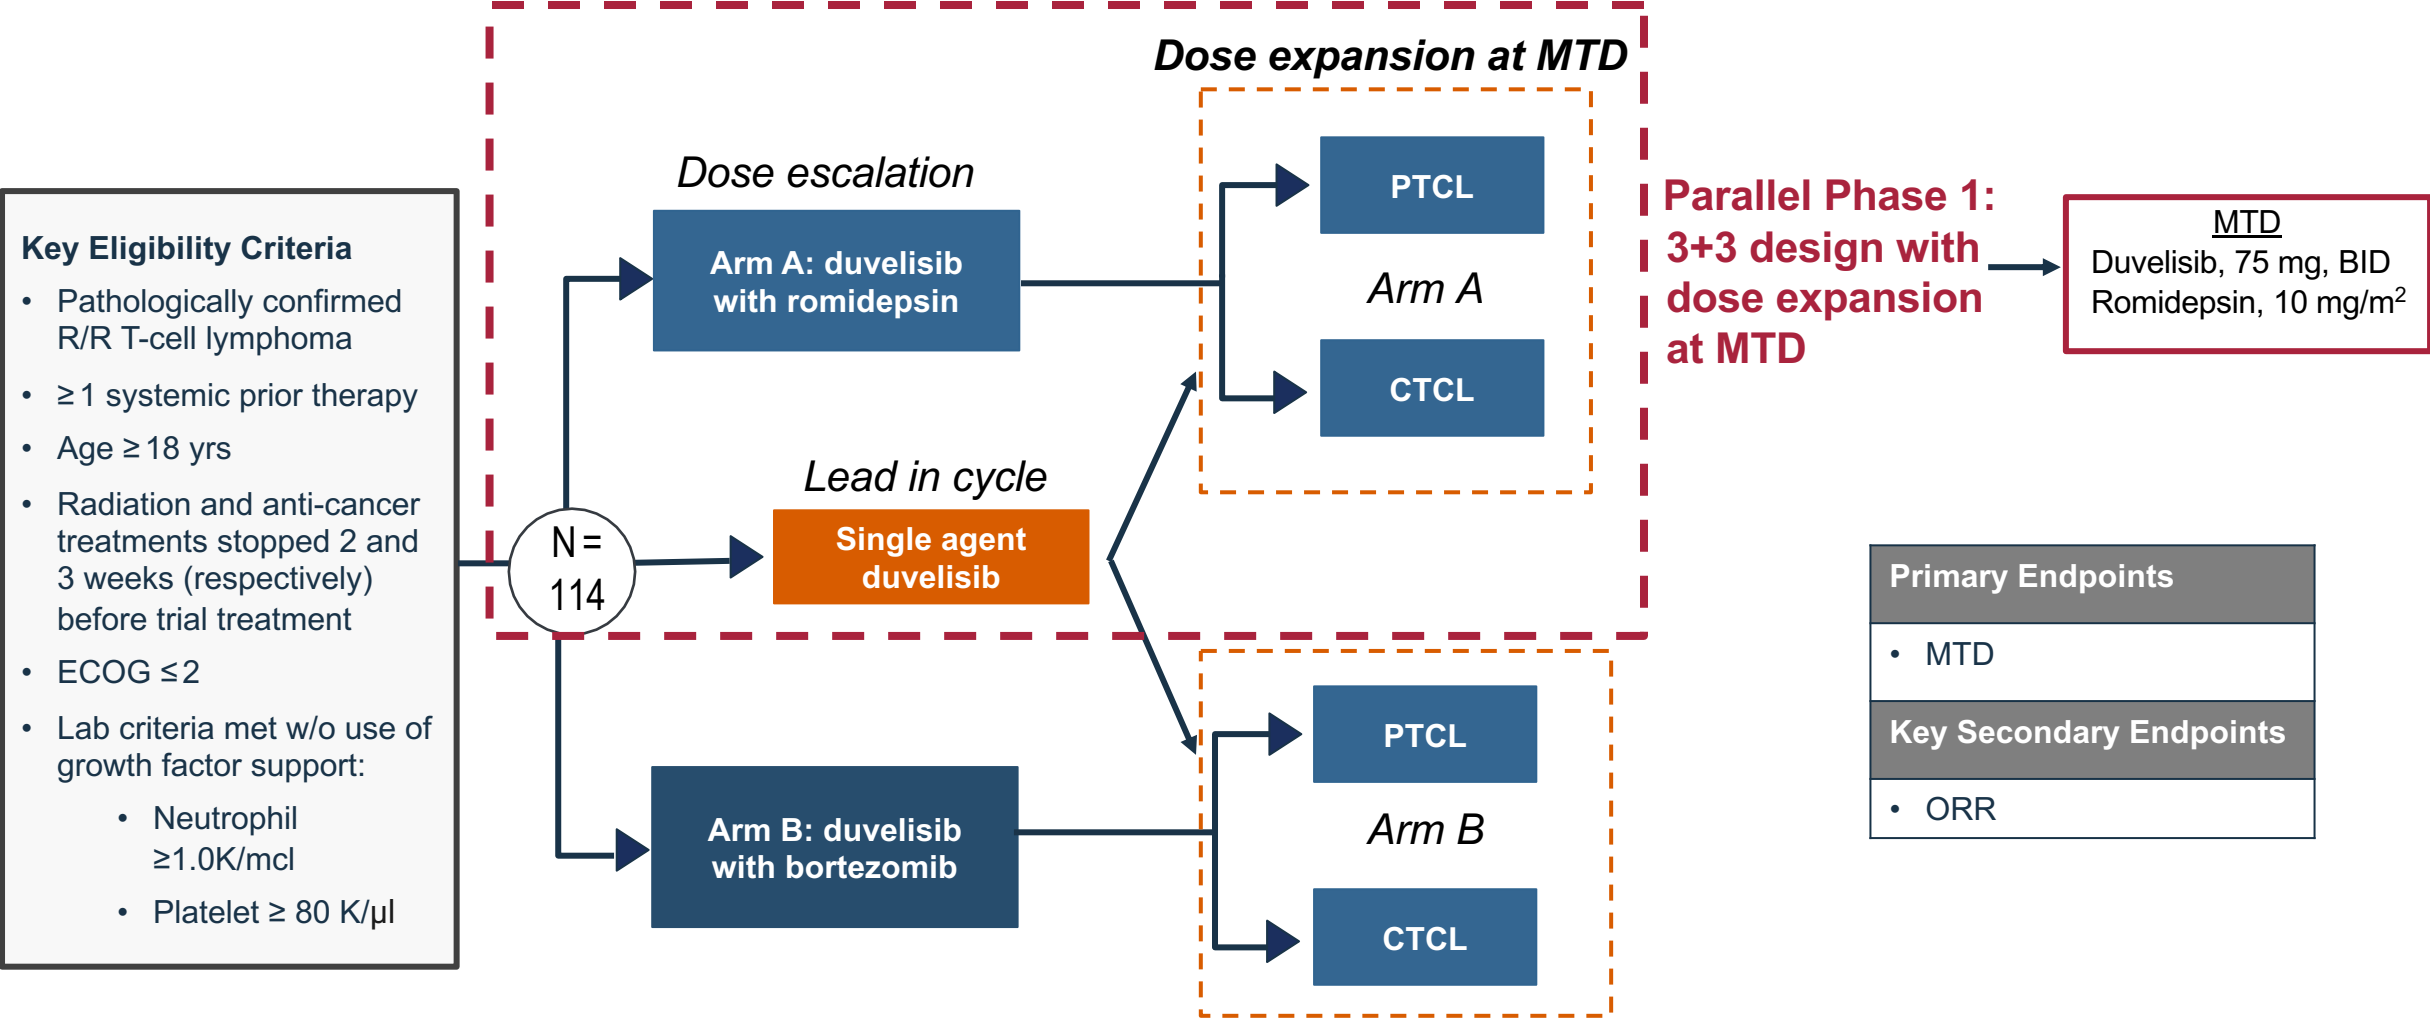 Key Eligibility Criteria
• Pathologically confirmed
R/R T-cell lymphoma
• ≥ 1 systemic prior therapy
• Age ≥ 18 yrs
• Radiation and anti-cancer
treatments stopped 2 and
3 weeks (respectively)
before trial treatment
• ECOG ≤ 2
• Lab criteria met w/o use of
growth factor support:
• Neutrophil
≥1.0K/mcl
• Platelet ≥ 80 K/µl
N =
114
Dose escalation
Arm A: duvelisib
with romidepsin
Lead in cycle
Single agent
duvelisib
Arm B: duvelisib
with bortezomib
Dose expansion at MTD
PTCL
Arm A
CTCL
PTCL
Arm B
CTCL
Parallel Phase 1:
3+3 design with
dose expansion
at MTD
MTD
Duvelisib, 75 mg, BID
Romidepsin, 10 mg/m²
Primary Endpoints
• MTD
Key Secondary Endpoints
• ORR